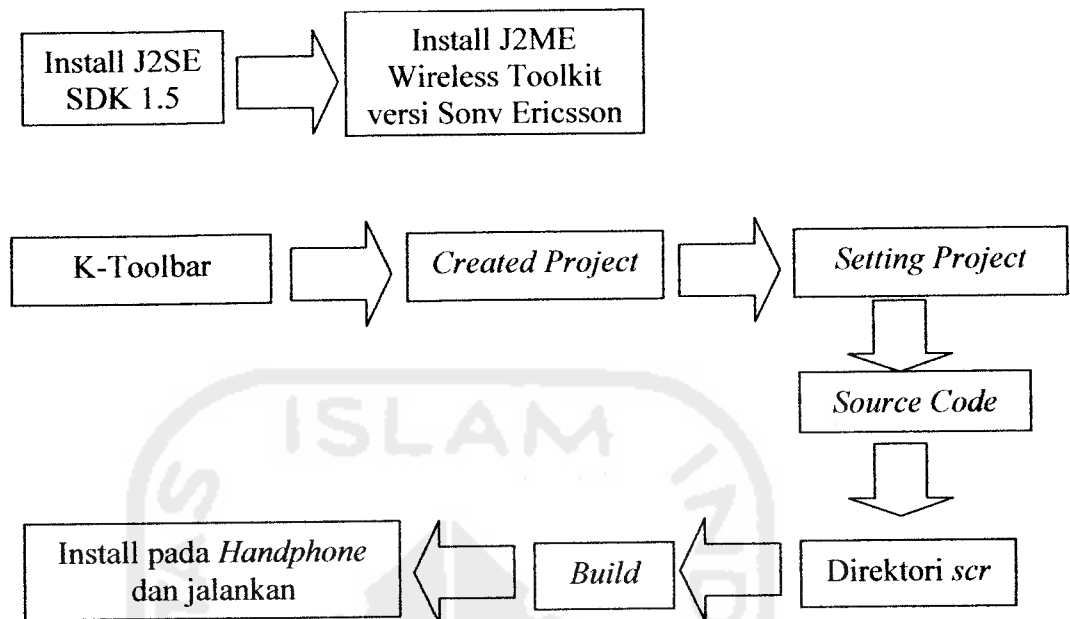 Install J2SE
SDK 1.5
Install J2ME
Wireless Toolkit
versi Sony Ericsson
K-Toolbar
Created Project
Setting Project
Source Code
Install pada Handphone
dan jalankan
Build
Direktori scr
ISLAM